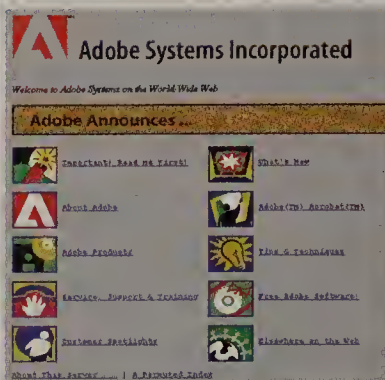 Adobe Systems Incorporated
Welcome to Adobe Systems on the World Wide Web
Adobe Announces ...
Important: Read me First!
What's New
About Adobe
Adobe(Tm) Acrobat(Tm)
Adobe Products
Tips & Techniques
Service, Support & Training
Free Adobe Software!
Customer Spotlights
Elsewhere on the Web
About This Server ... | A Permuted Index